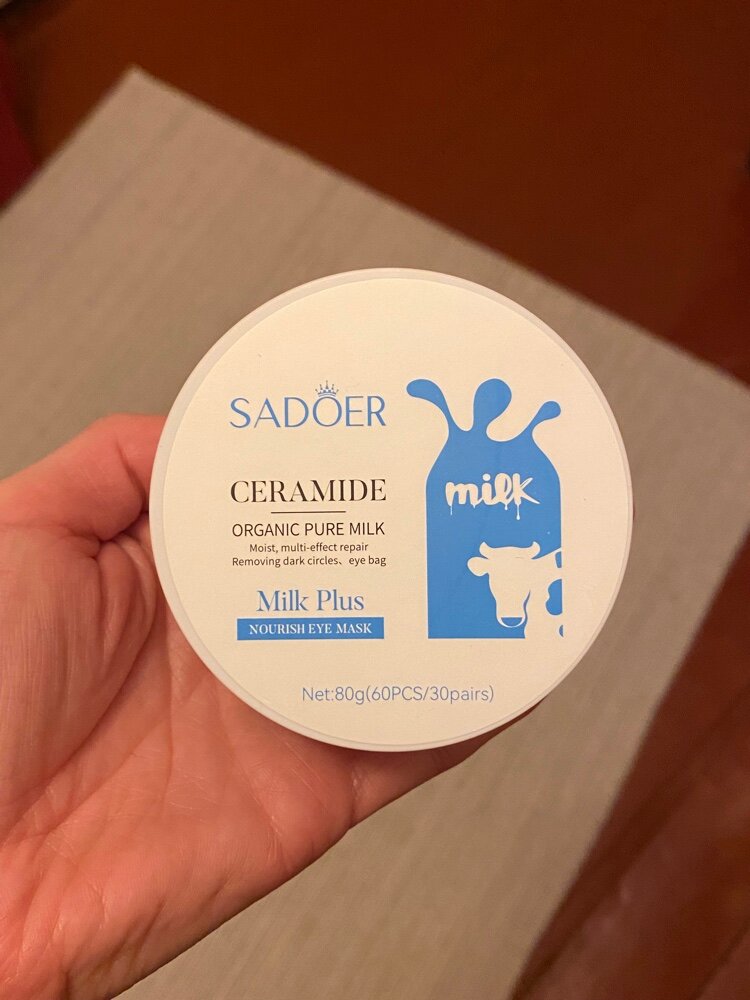 SADOER
CERAMIDE
ORGANIC PURE MILK
Moist, multi-effect repair
Removing dark circles、eye bag
Milk Plus
NOURISH EYE MASK
milk
Net:80g(60PCS/30pairs)